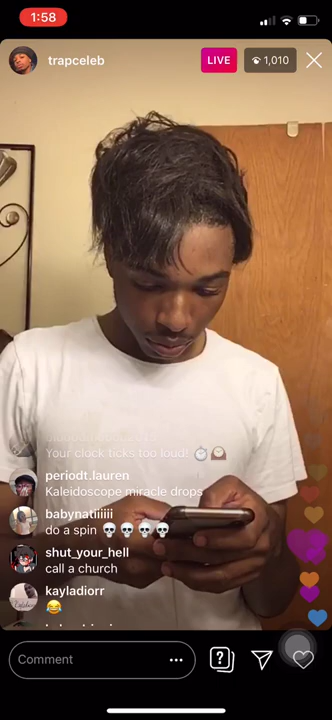 1:58
trapceleb
LIVE
1,010
Your clock ticks too loud! ⏱️🕰️
periodt.lauren
Kaleidoscope miracle drops
babynatiiiiii
do a spin 💀💀💀💀
shut_your_hell
call a church
kayladiorr
😂
Comment